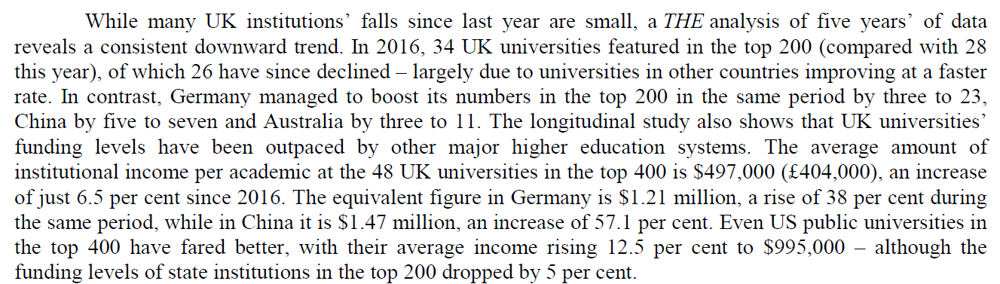 While many UK institutions’ falls since last year are small, a THE analysis of five years’ of data
reveals a consistent downward trend. In 2016, 34 UK universities featured in the top 200 (compared with 28
this year), of which 26 have since declined – largely due to universities in other countries improving at a faster
rate. In contrast, Germany managed to boost its numbers in the top 200 in the same period by three to 23,
China by five to seven and Australia by three to 11. The longitudinal study also shows that UK universities’
funding levels have been outpaced by other major higher education systems. The average amount of
institutional income per academic at the 48 UK universities in the top 400 is $497,000 (£404,000), an increase
of just 6.5 per cent since 2016. The equivalent figure in Germany is $1.21 million, a rise of 38 per cent during
the same period, while in China it is $1.47 million, an increase of 57.1 per cent. Even US public universities in
the top 400 have fared better, with their average income rising 12.5 per cent to $995,000 – although the
funding levels of state institutions in the top 200 dropped by 5 per cent.